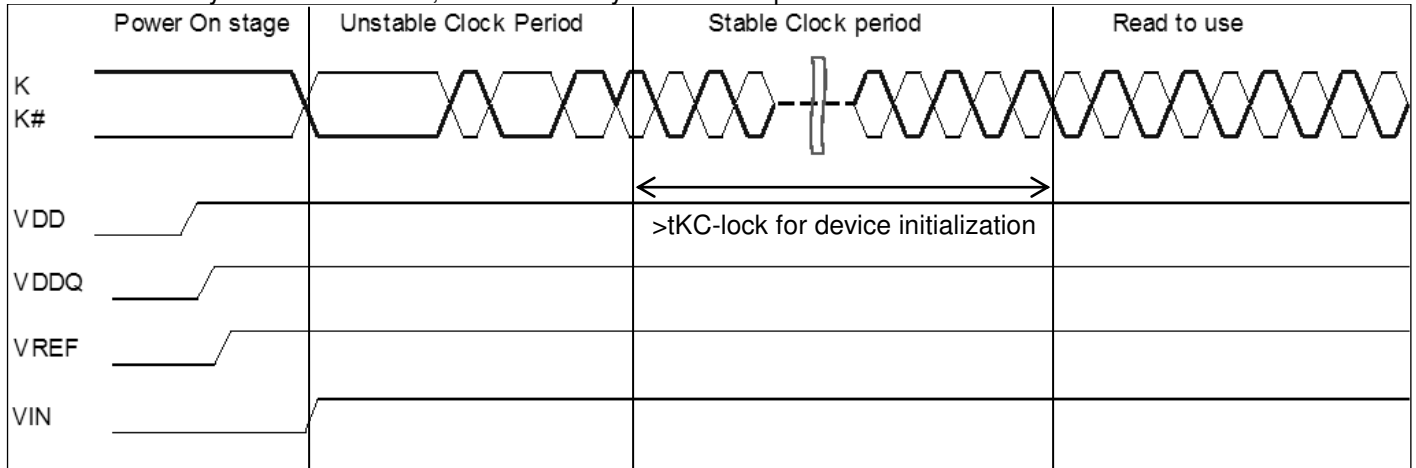 Power On stage Unstable Clock Period Stable Clock period Read to use
K
K#
VDD
>tKC-lock for device initialization
VDDQ
VREF
VIN